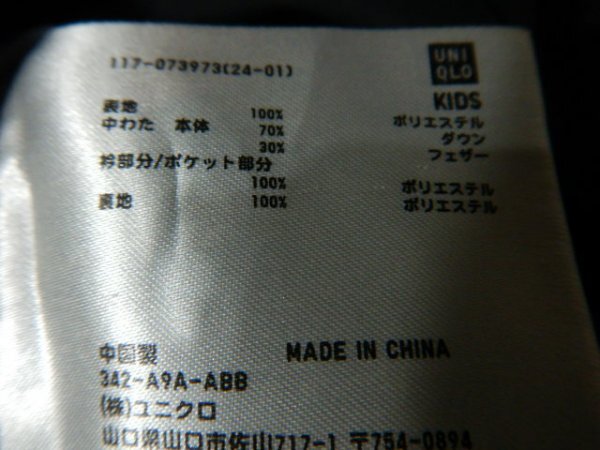 117-073973(24-01)
UNI
QLO
KIDS
表地 100% ポリエステル
中わた 本体 70% ダウン
30% フェザー
衿部分/ポケット部分
100% ポリエステル
裏地 100% ポリエステル
中国製 MADE IN CHINA
342-A9A-ABB
(株)ユニクロ
山口県山口市佐山717-1 〒754-0894